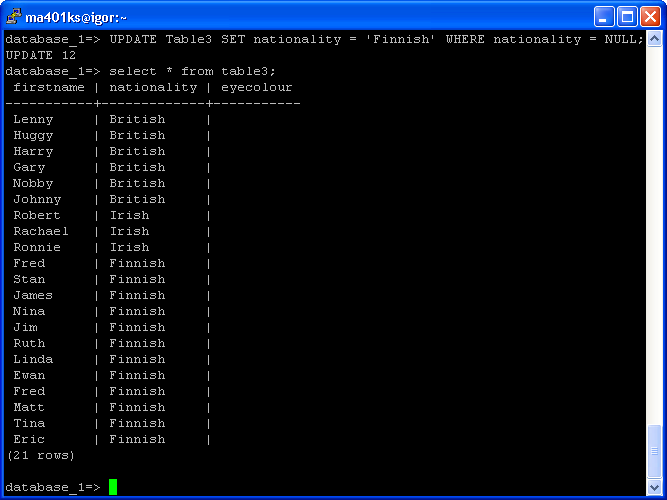 ma401ks@igor:~
database_1=> UPDATE Table3 SET nationality = 'Finnish' WHERE nationality = NULL;
UPDATE 12
database_1=> select * from table3;
 firstname | nationality | eyecolour
-----------+-------------+-----------
 Lenny     | British     |
 Huggy     | British     |
 Harry     | British     |
 Gary      | British     |
 Nobby     | British     |
 Johnny    | British     |
 Robert    | Irish       |
 Rachael   | Irish       |
 Ronnie    | Irish       |
 Fred      | Finnish     |
 Stan      | Finnish     |
 James     | Finnish     |
 Nina      | Finnish     |
 Jim       | Finnish     |
 Ruth      | Finnish     |
 Linda     | Finnish     |
 Ewan      | Finnish     |
 Fred      | Finnish     |
 Matt      | Finnish     |
 Tina      | Finnish     |
 Eric      | Finnish     |
(21 rows)
database_1=>